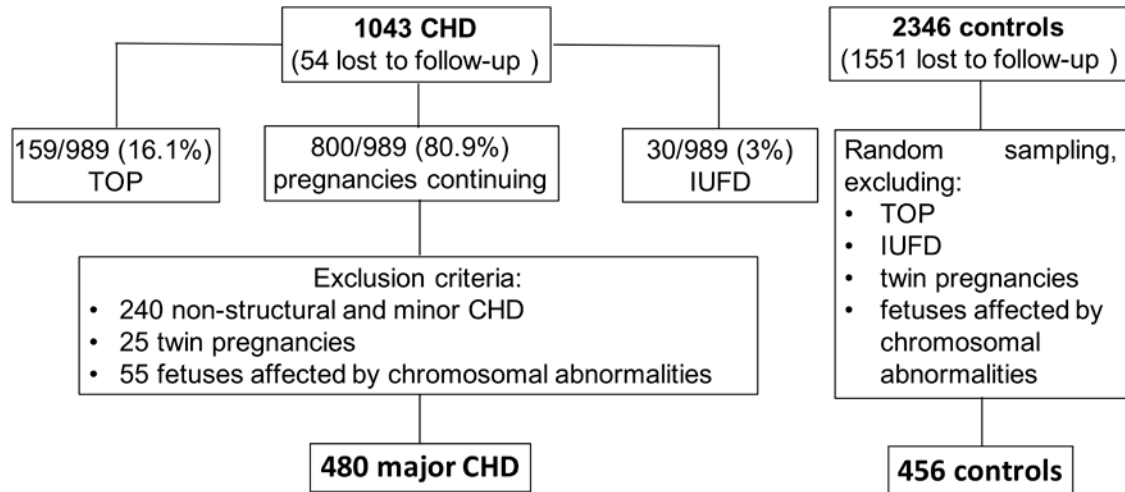 1043 CHD
(54 lost to follow-up )
2346 controls
(1551 lost to follow-up )
159/989 (16.1%)
TOP
800/989 (80.9%)
pregnancies continuing
30/989 (3%)
IUFD
Random sampling,
excluding:
• TOP
• IUFD
• twin pregnancies
• fetuses affected by
chromosomal
abnormalities
Exclusion criteria:
• 240 non-structural and minor CHD
• 25 twin pregnancies
• 55 fetuses affected by chromosomal abnormalities
480 major CHD
456 controls